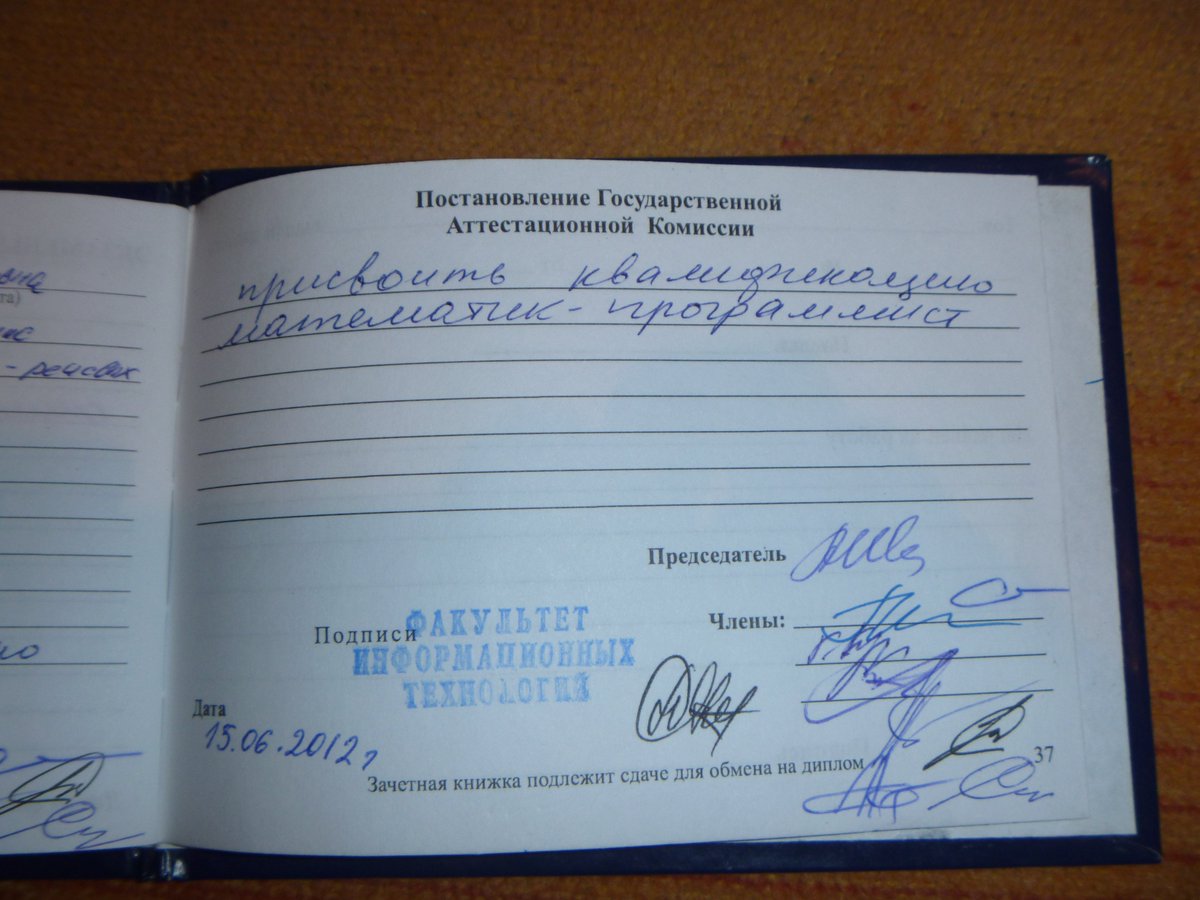 та)
Постановление Государственной
Аттестационной Комиссии
присвоить квалификацию
математик-программист
Председатель
Члены:
Подписи
ФАКУЛЬТЕТ
ИНФОРМАЦИОННЫХ
ТЕХНОЛОГИЙ
Дата
15.06.2012г
Зачетная книжка подлежит сдаче для обмена на диплом
37